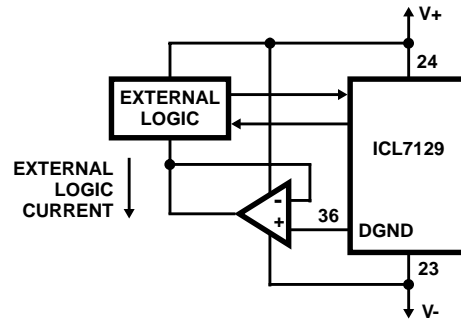 V+
24
EXTERNAL
LOGIC
ICL7129
EXTERNAL
LOGIC
CURRENT
-
+
36
DGND
23
V-